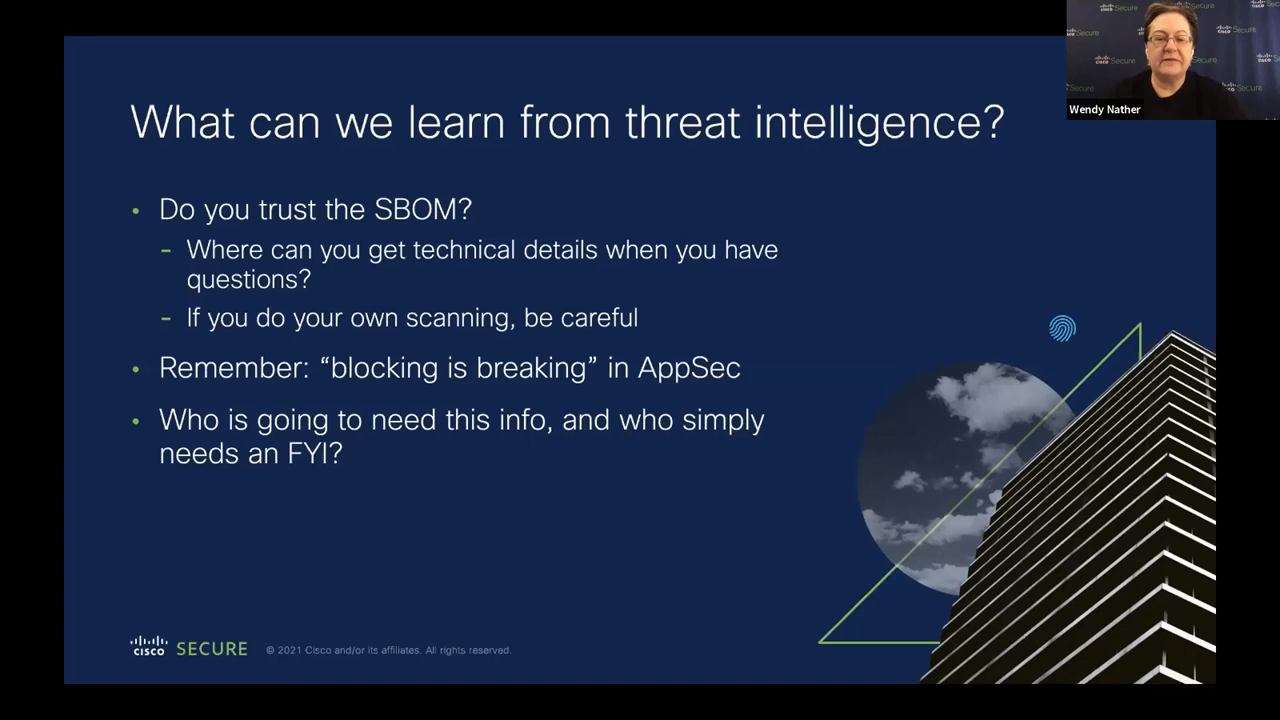 What can we learn from threat intelligence?
• Do you trust the SBOM?
- Where can you get technical details when you have
questions?
- If you do your own scanning, be careful
• Remember: “blocking is breaking” in AppSec
• Who is going to need this info, and who simply
needs an FYI?
CISCO SECURE © 2021 Cisco and/or its affiliates. All rights reserved.
Wendy Nather
CISCO Secure